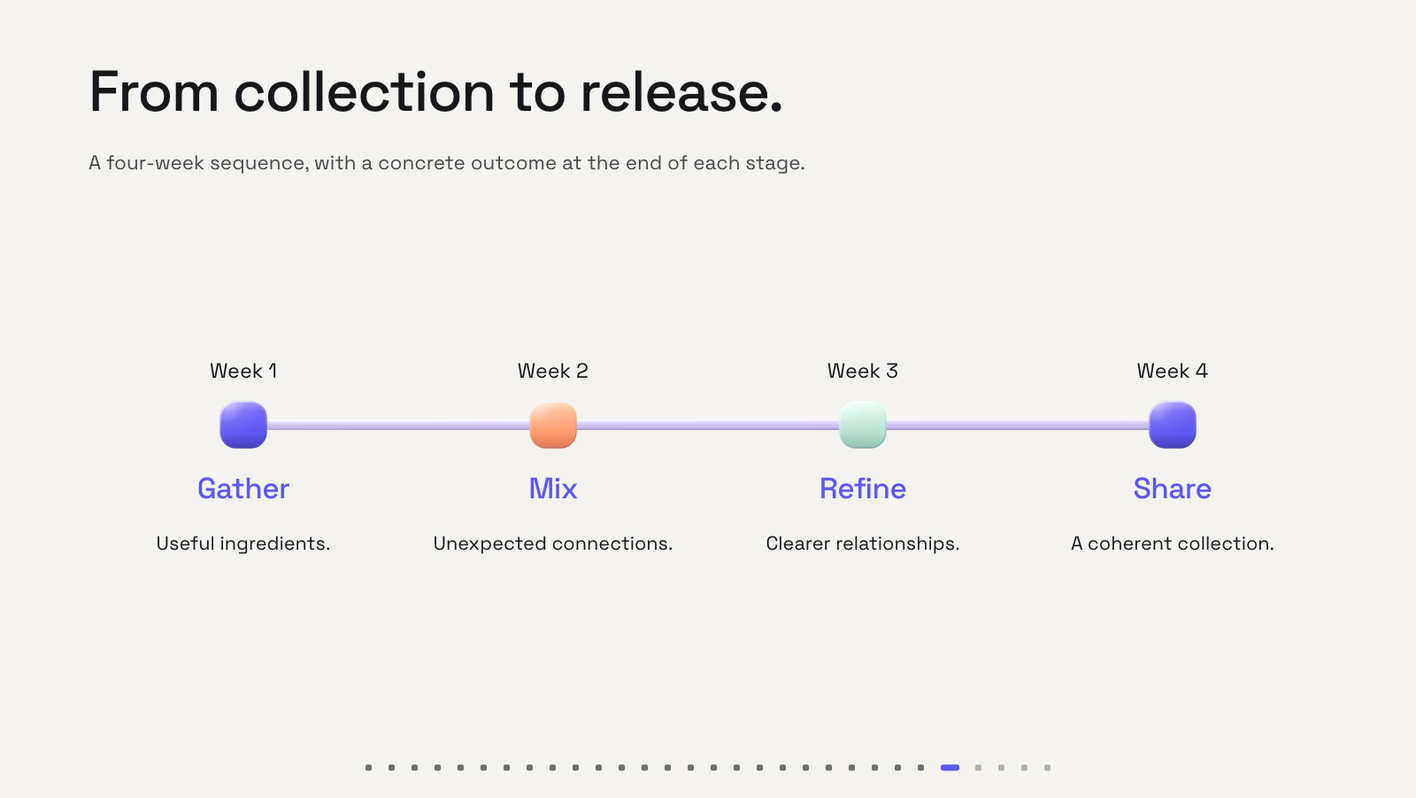 From collection to release.
A four-week sequence, with a concrete outcome at the end of each stage.
Week 1
Week 2
Week 3
Week 4
Gather
Mix
Refine
Share
Useful ingredients.
Unexpected connections.
Clearer relationships.
A coherent collection.